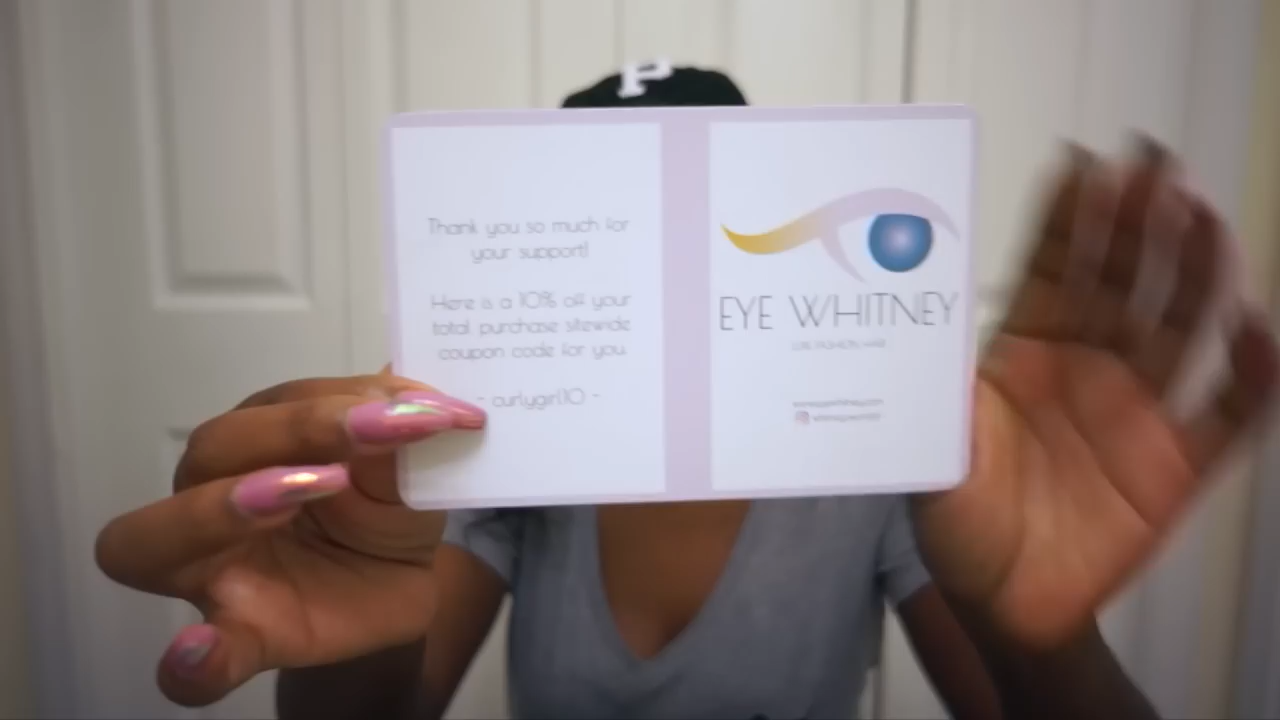 P
Thank you so much for
your support!
Here is a 10% off your
total purchase sitewide
coupon code for you.
- curlygirl10 -
EYE WHITNEY